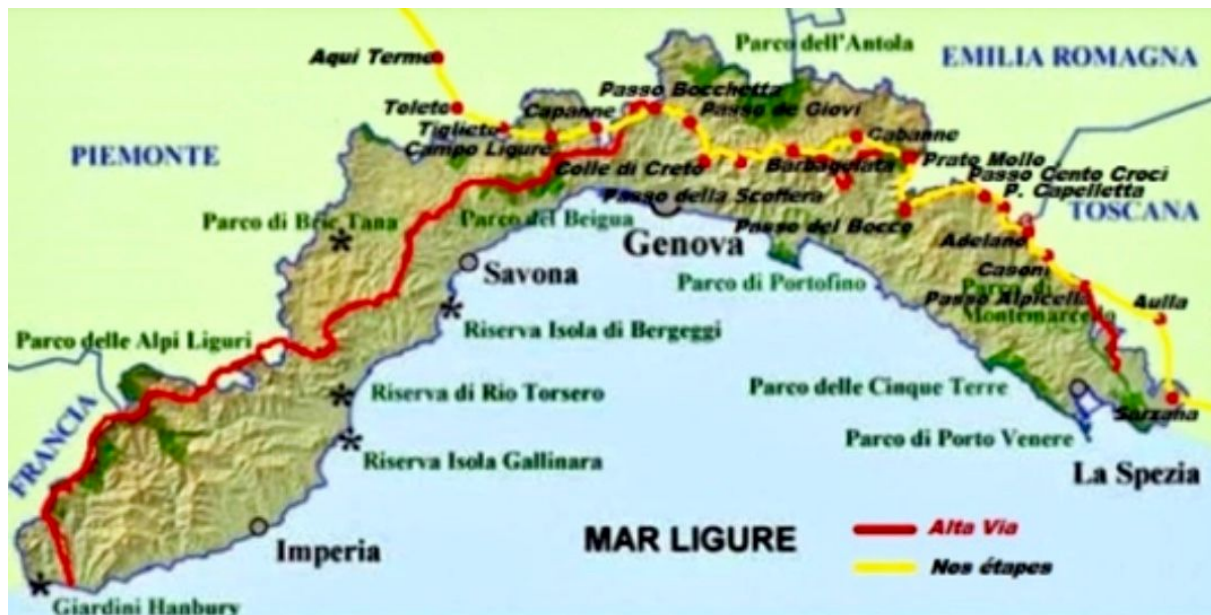 Parco dell'Antola
EMILIA ROMAGNA
Aqui Terme
Passo Bocchetta
Toleto
Capanne
Passo de Giovi
Tiglieto
Cabanne
PIEMONTE
Campo Ligure
Colle di Creto
Barbagelata
Prato Mollo
Passo Cento Croci
P. Capelletta
Passo della Scoffera
TOSCANA
Parco di Bric Tana
Parco del Beigua
Passo del Bocco
Genova
Adelano
Savona
Casoni
Parco di Portofino
Parco di
Passo Alpicella
Aulla
Montemarcello
Riserva Isola di Bergeggi
Parco delle Alpi Liguri
Riserva di Rio Torsero
Parco delle Cinque Terre
Sarzana
FRANCIA
Parco di Porto Venere
Riserva Isola Gallinara
La Spezia
MAR LIGURE
Alta Via
Imperia
Nos étapes
Giardini Hanbury